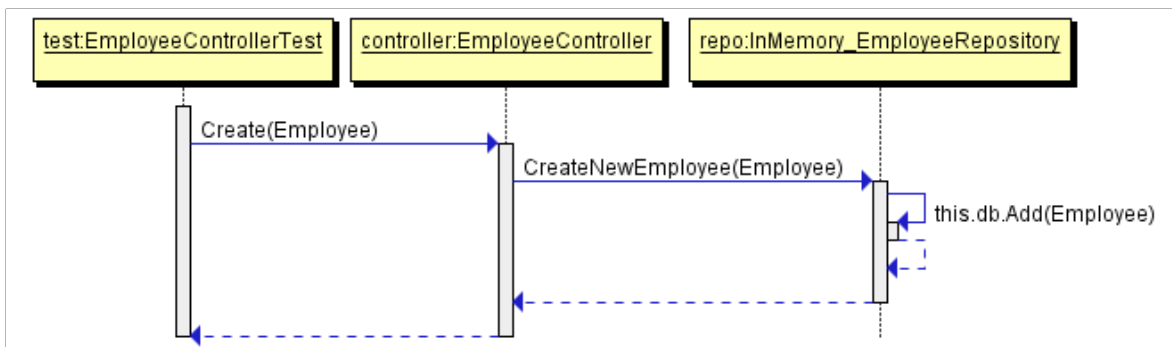 test:EmployeeControllerTest
controller:EmployeeController
repo:InMemory_EmployeeRepository
Create(Employee)
CreateNewEmployee(Employee)
this.db.Add(Employee)